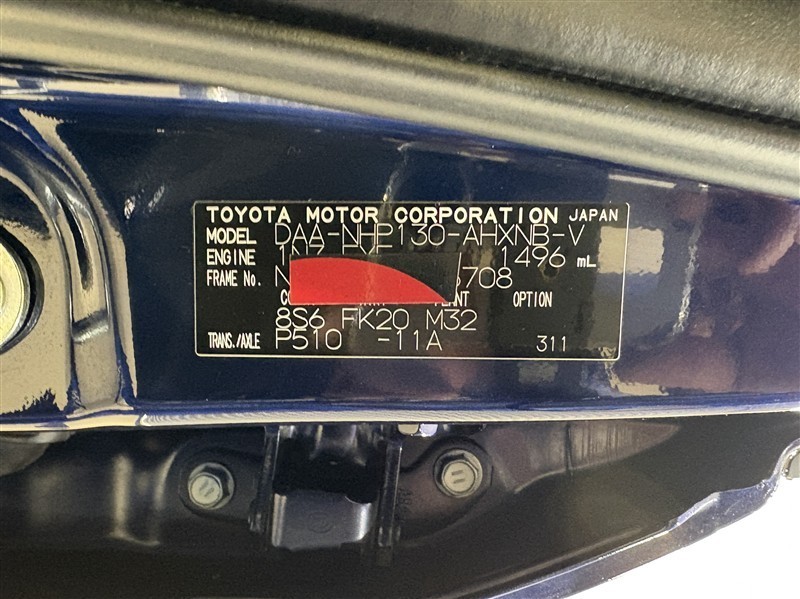 TOYOTA MOTOR CORPORATION JAPAN
MODEL DAA-NHP130-AHXNB-V
ENGINE 1496 mL
FRAME No. 708
OPTION
8S6 FK20 M32
TRANS./AXLE P510 -11A 311